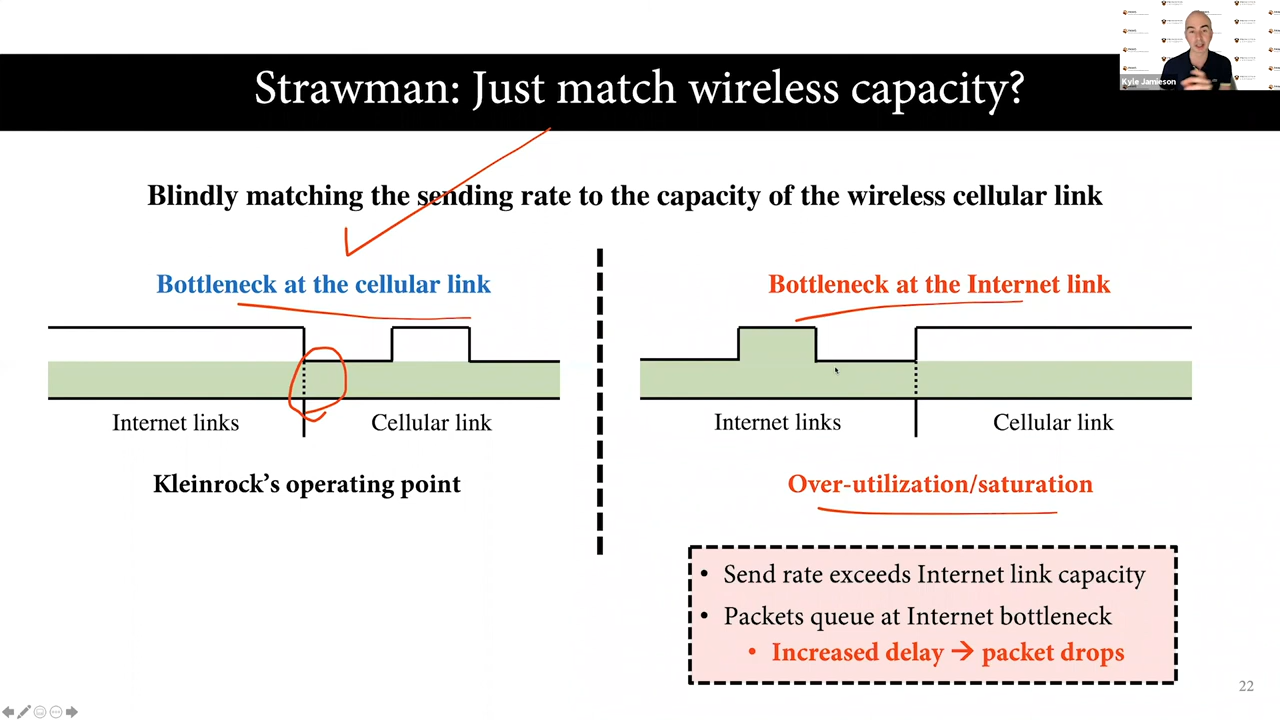 Strawman: Just match wireless capacity?
Kyle Jamieson
Blindly matching the sending rate to the capacity of the wireless cellular link
Bottleneck at the cellular link
Internet links
Cellular link
Kleinrock’s operating point
Bottleneck at the Internet link
Internet links
Cellular link
Over-utilization/saturation
• Send rate exceeds Internet link capacity
• Packets queue at Internet bottleneck
• Increased delay → packet drops
22